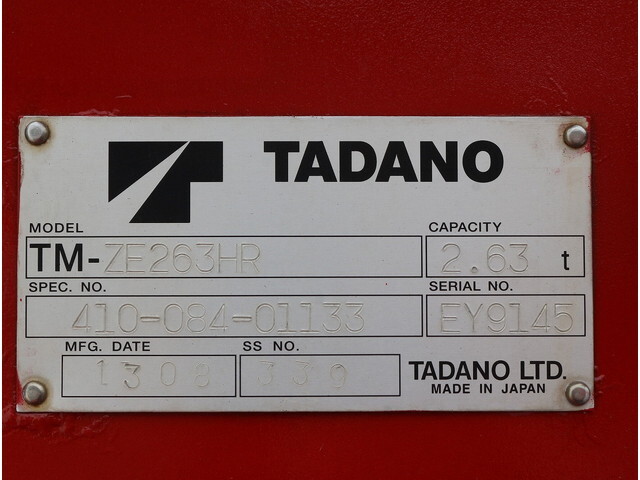 TADANO
MODEL CAPACITY
TM-ZE263HR 2.63 t
SPEC. NO. SERIAL NO.
410-084-01133 EY9145
MFG. DATE SS NO.
1308 339
TADANO LTD.
MADE IN JAPAN